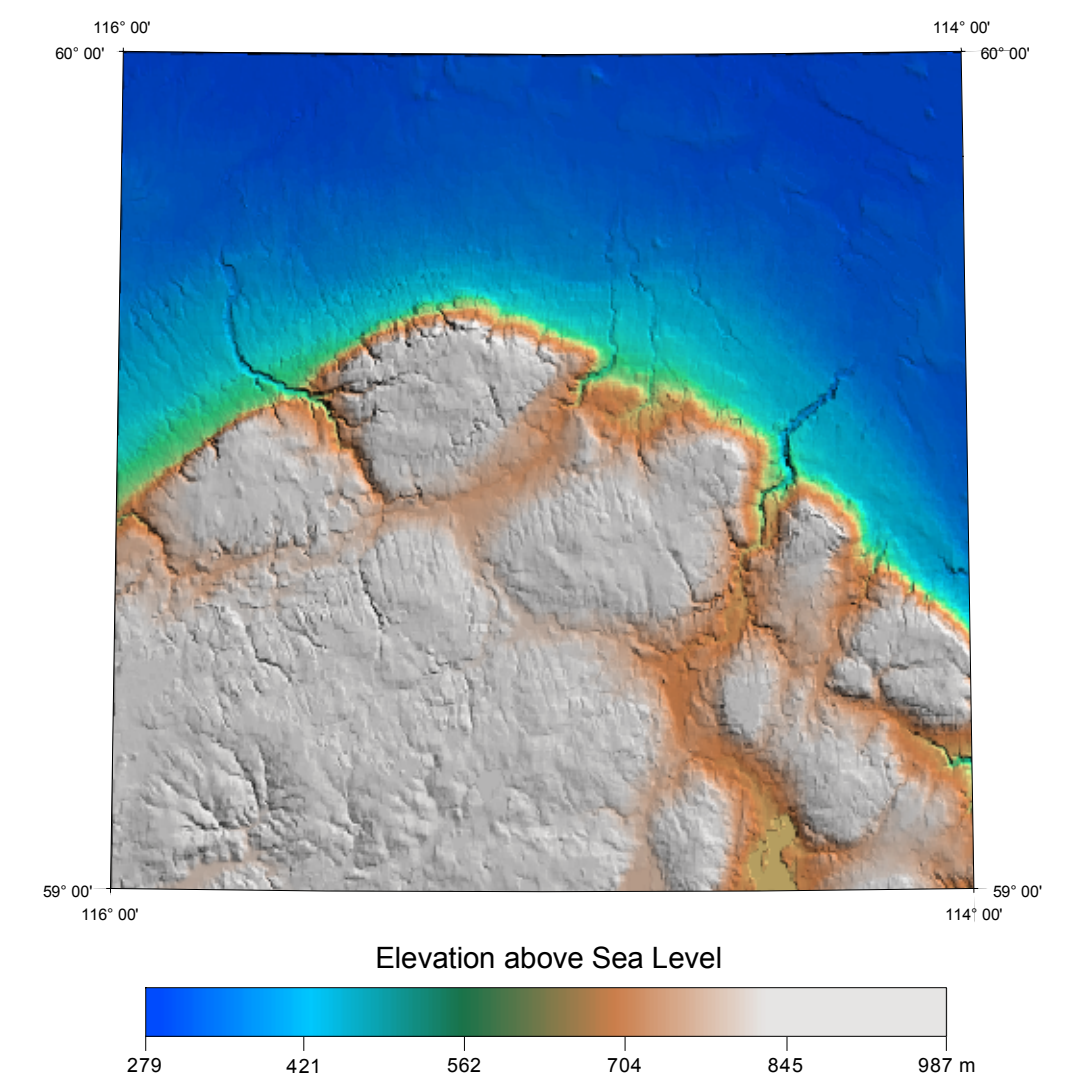 116° 00' 114° 00'
60° 00' 60° 00'
59° 00' 59° 00'
116° 00' 114° 00'
Elevation above Sea Level
279 421 562 704 845 987 m